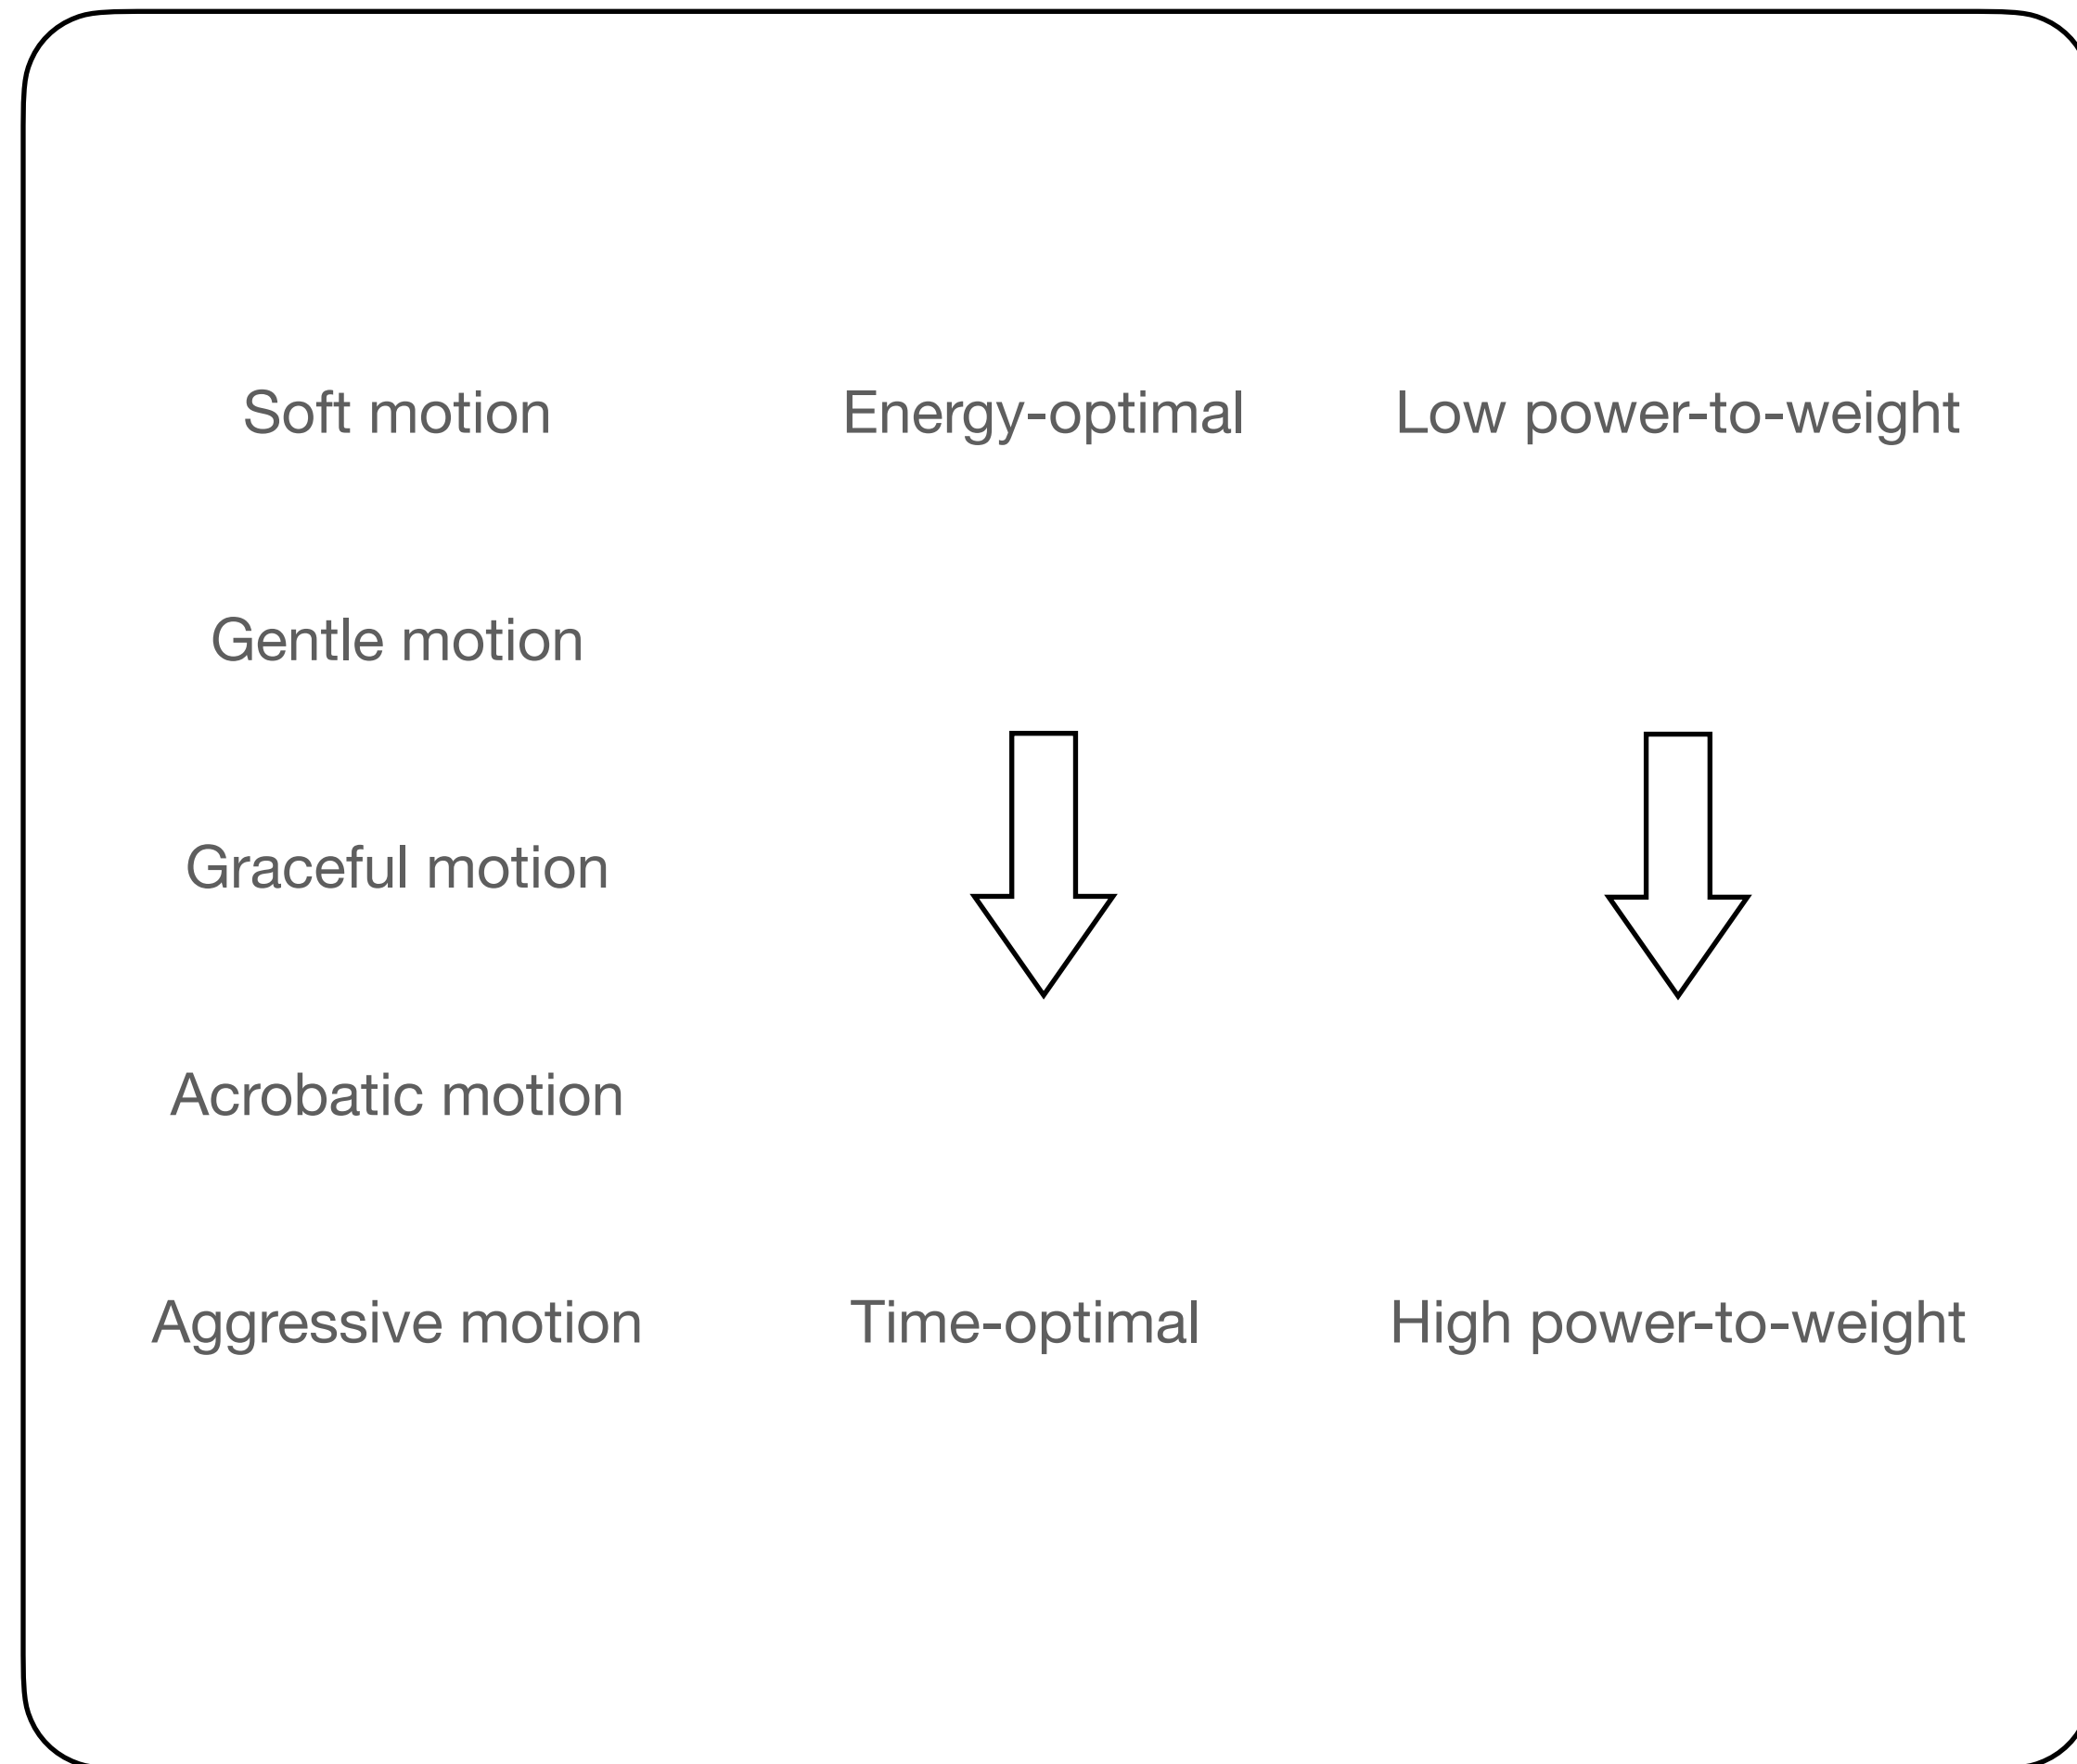 Soft motion Energy-optimal Low power-to-weight
Gentle motion
Graceful motion
Acrobatic motion
Aggressive motion Time-optimal High power-to-weight